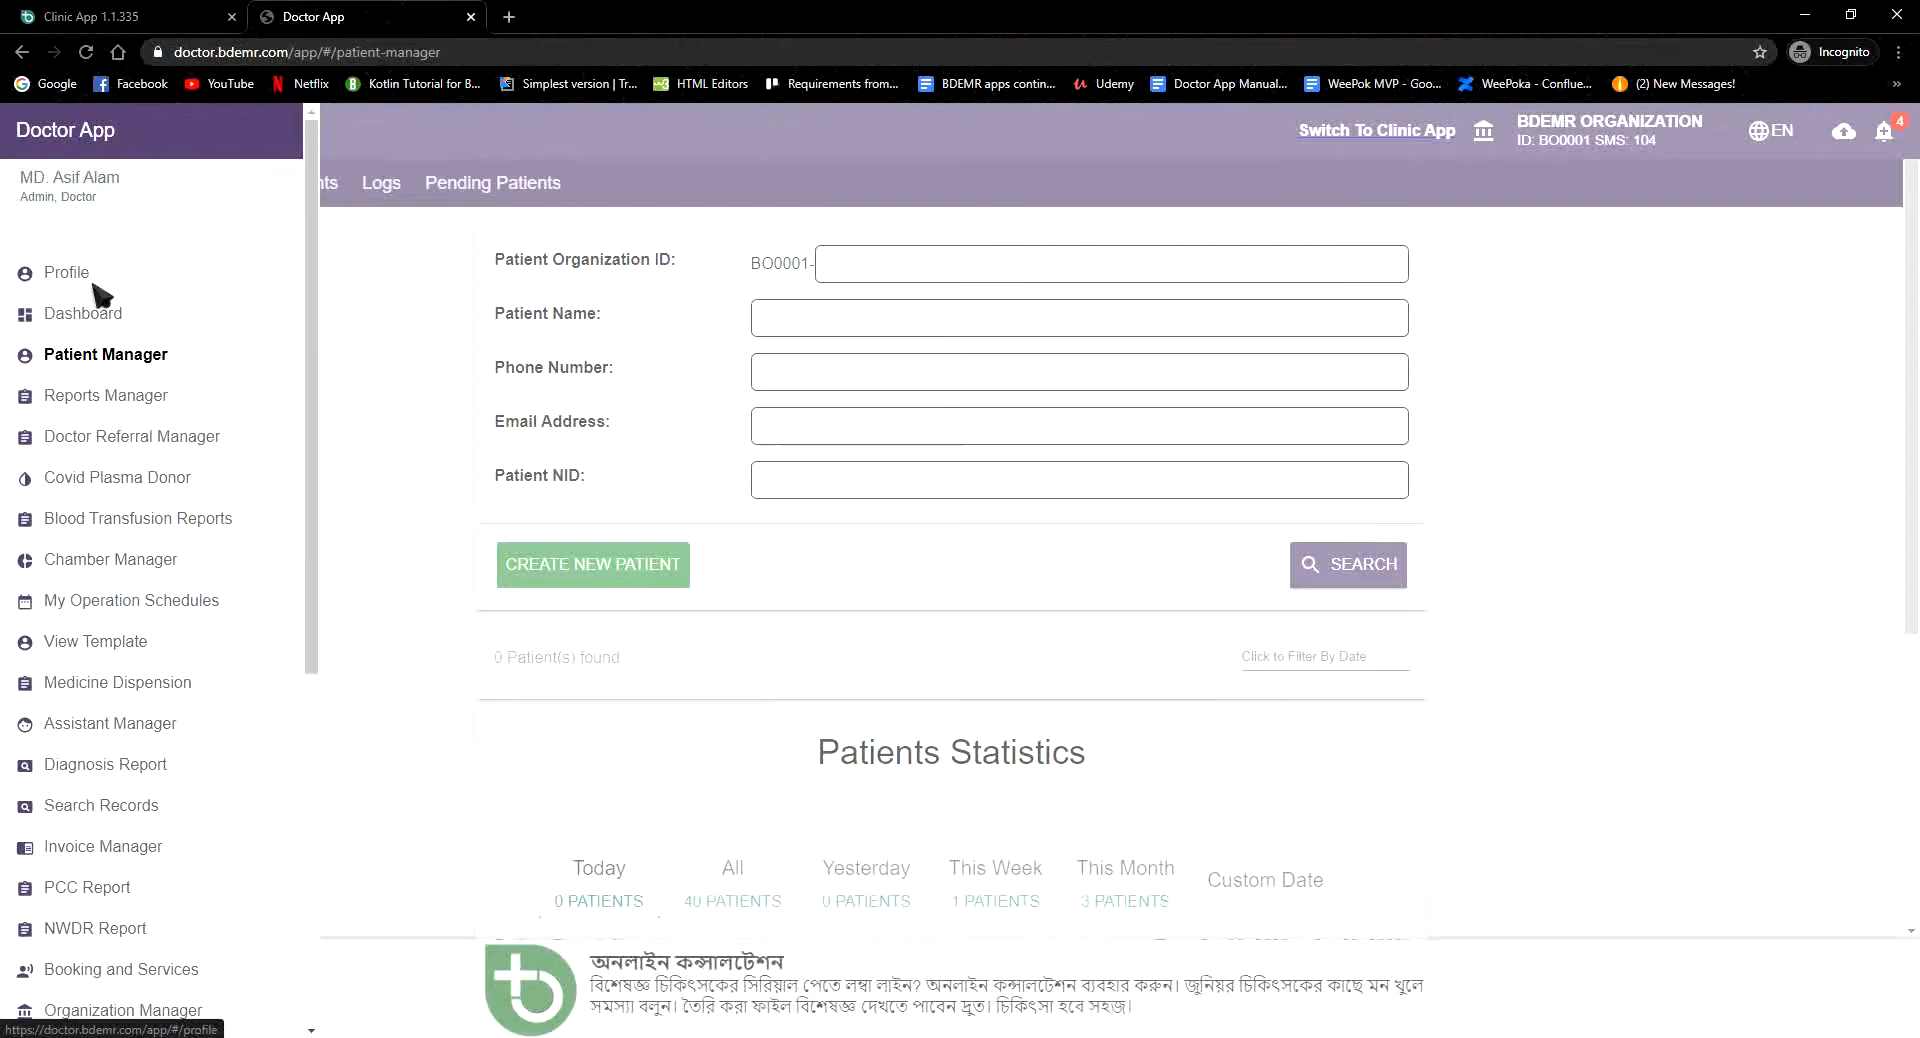 Clinic App 1.1.335
Doctor App
doctor.bdemr.com/app/#/patient-manager
Incognito
Google
Facebook
YouTube
Netflix
Kotlin Tutorial for B...
Simplest version | Tr...
HTML Editors
Requirements from...
BDEMR apps contin...
Udemy
Doctor App Manual...
WeePok MVP - Goo...
WeePoka - Conflue...
(2) New Messages!
»
Doctor App
Switch To Clinic App
BDEMR ORGANIZATION
ID: BO0001 SMS: 104
EN
4
MD. Asif Alam
Admin, Doctor
nts
Logs
Pending Patients
Profile
Dashboard
Patient Manager
Reports Manager
Doctor Referral Manager
Covid Plasma Donor
Blood Transfusion Reports
Chamber Manager
My Operation Schedules
View Template
Medicine Dispension
Assistant Manager
Diagnosis Report
Search Records
Invoice Manager
PCC Report
NWDR Report
Booking and Services
Organization Manager
https://doctor.bdemr.com/app/#/profile
Patient Organization ID:
BO0001-
Patient Name:
Phone Number:
Email Address:
Patient NID:
CREATE NEW PATIENT
SEARCH
0 Patient(s) found
Click to Filter By Date
Patients Statistics
Today
0 PATIENTS
All
40 PATIENTS
Yesterday
0 PATIENTS
This Week
1 PATIENTS
This Month
3 PATIENTS
Custom Date
অনলাইন কন্সালটেশন
বিশেষজ্ঞ চিকিৎসকের সিরিয়াল পেতে লম্বা লাইন? অনলাইন কন্সালটেশন ব্যবহার করুন। জুনিয়র চিকিৎসকের কাছে মন খুলে
সমস্যা বলুন। তৈরি করা ফাইল বিশেষজ্ঞ দেখতে পাবেন দ্রুত। চিকিৎসা হবে সহজ।